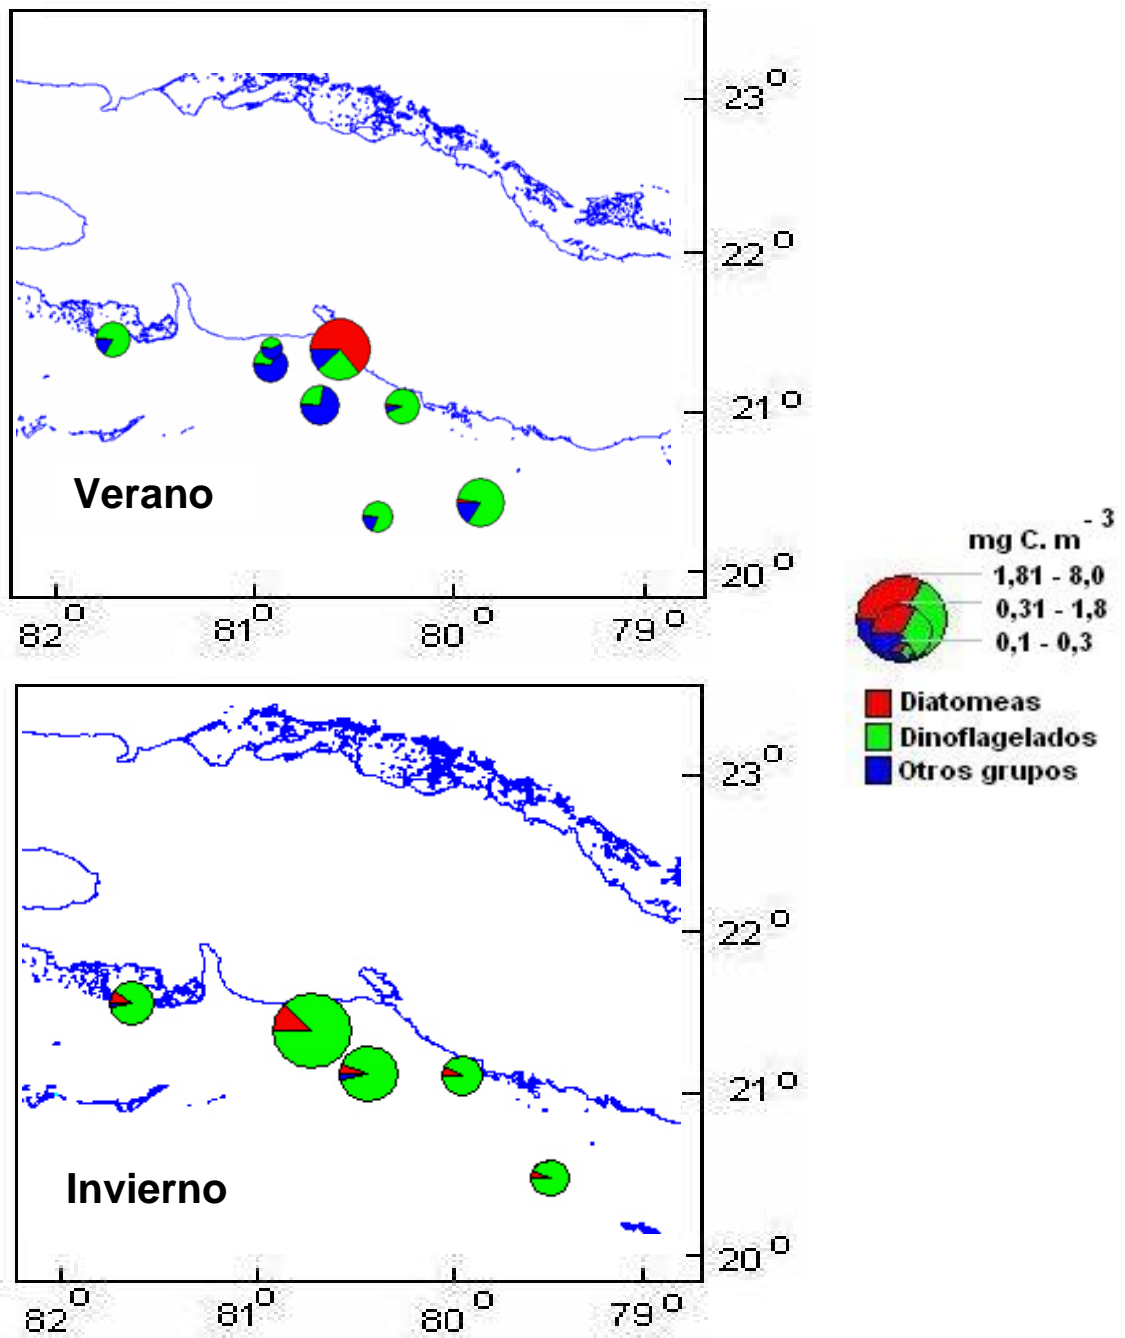 23°
22°
21°
Verano
20°
82° 81° 80° 79°
mg C. m - 3
1,81 - 8,0
0,31 - 1,8
0,1 - 0,3
Diatomeas
Dinoflagelados
Otros grupos
23°
22°
21°
Invierno
20°
82° 81° 80° 79°